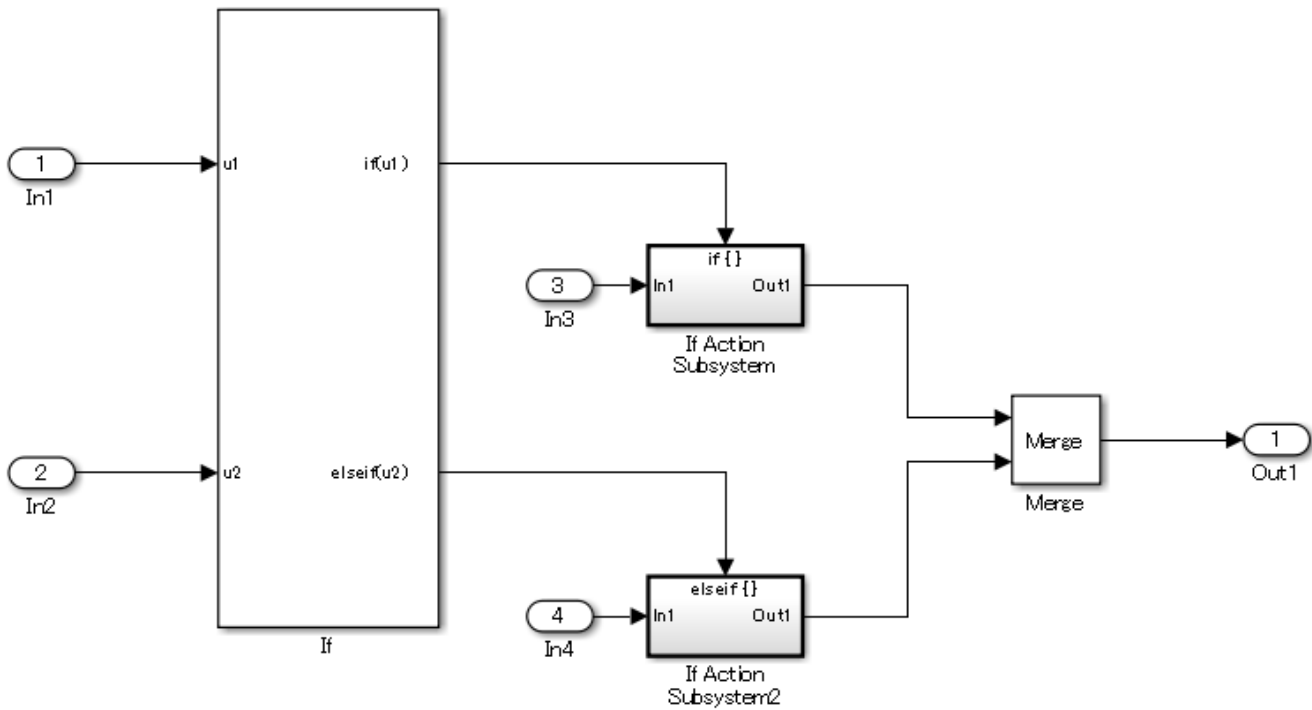 1
In1
u1
if(u1)
2
In2
u2
elseif(u2)
If
3
In3
if { }
In1
Out1
If Action
Subsystem
4
In4
elseif { }
In1
Out1
If Action
Subsystem2
Merge
Merge
1
Out1